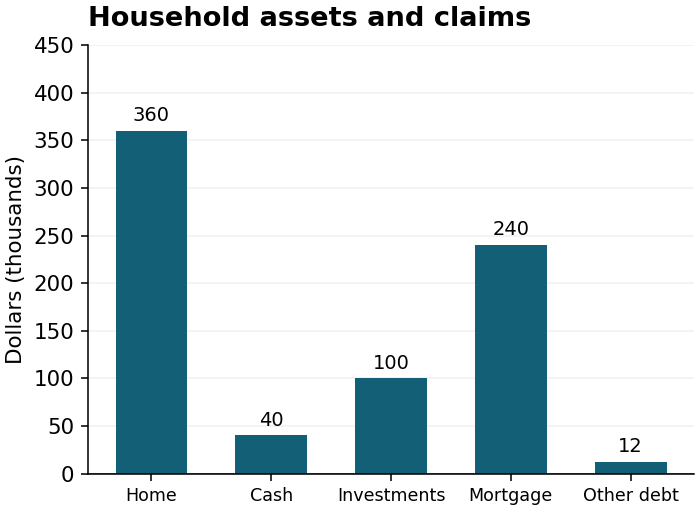 Household assets and claims
Dollars (thousands)
450
400
350
300
250
200
150
100
50
0
360
40
100
240
12
Home
Cash
Investments
Mortgage
Other debt